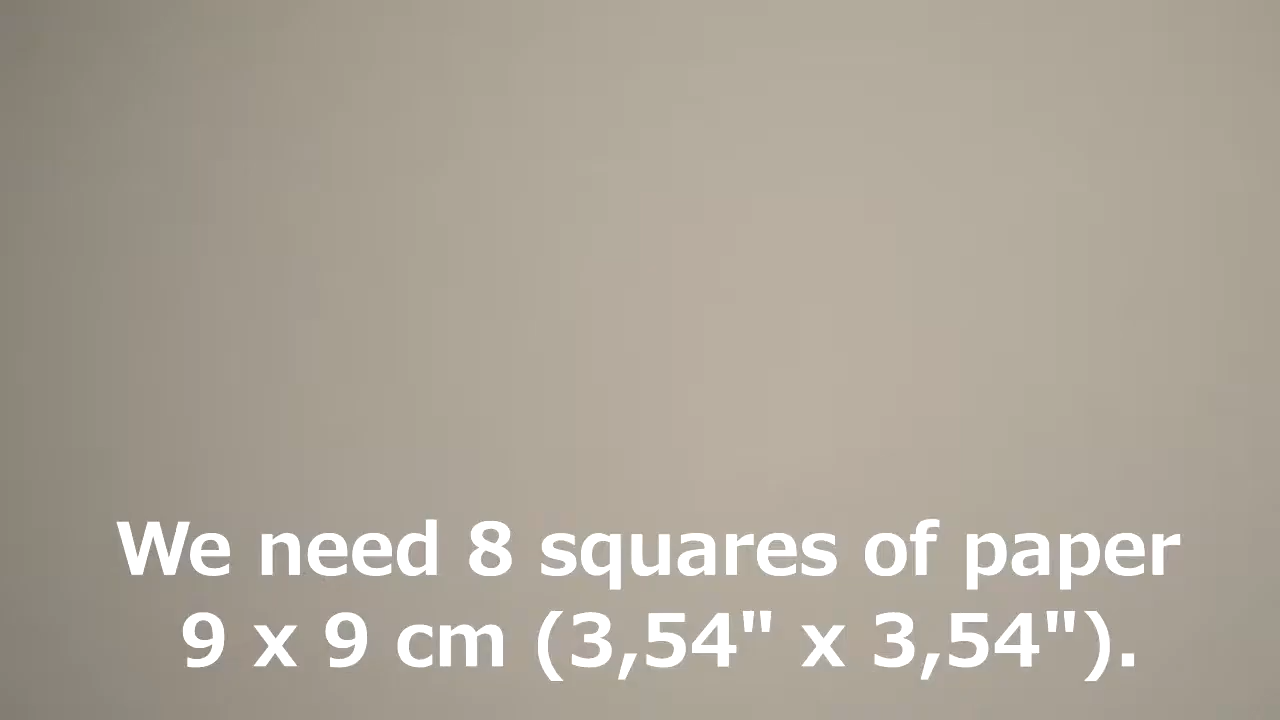 We need 8 squares of paper
9 x 9 cm (3,54" x 3,54").